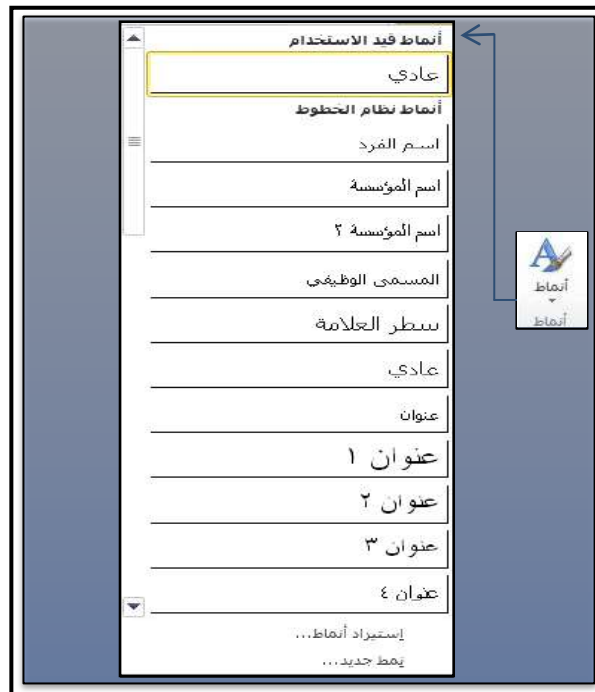 أنماط قيد الاستخدام
عادي
أنماط نظام الخطوط
اسم الفرد
اسم المؤسسة
اسم المؤسسة ٢
المسمى الوظيفي
سطر العلامة
عادي
عنوان
عنوان ١
عنوان ٢
عنوان ٣
عنوان ٤
إستيراد أنماط...
نمط جديد...
أنماط
أنماط